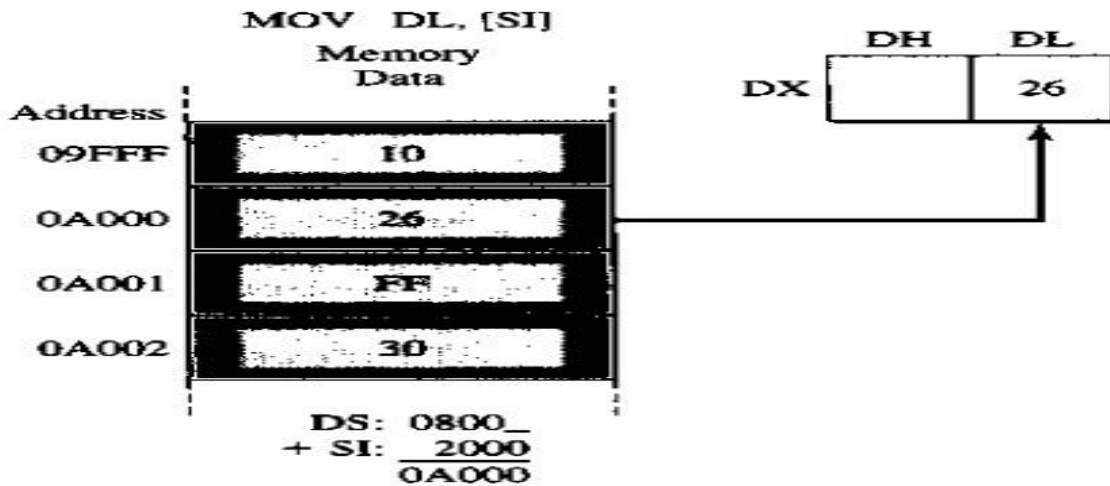 MOV DL, [SI]
Memory
Data
Address
09FFF 10
0A000 26
0A001 FF
0A002 30
DS: 0800_
+ SI: 2000
0A000
DH DL
DX 26